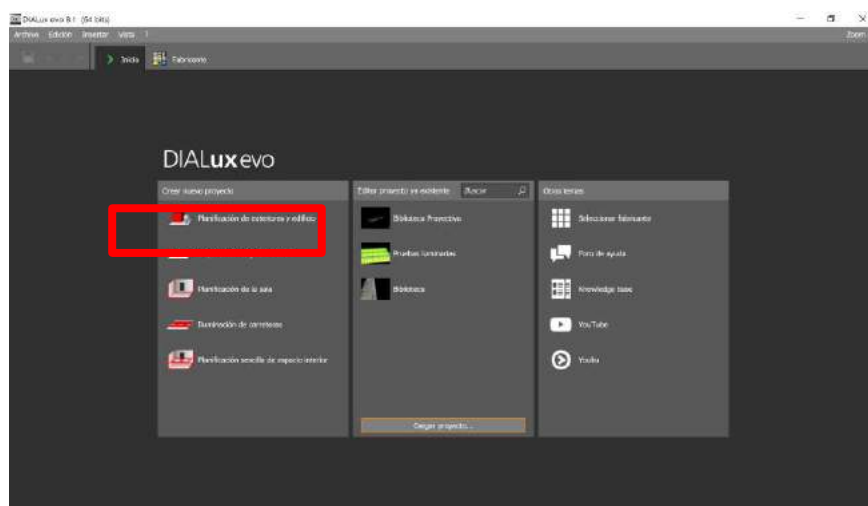 DIALux evo 8.1 (64 bits)
Archivo Edición Insertar Vista ?
Zoom
Inicio Fabricante
DIALux evo
Crear nuevo proyecto
Planificación de exteriores y edificio
Planificación de la sala
Iluminación de carreteras
Planificación sencilla de espacio interior
Editar proyecto ya existente Buscar
Biblioteca Proyectivo
Pruebas luminarias
Biblioteca
Cargar proyecto...
Otros temas
Seleccionar fabricante
Foro de ayuda
Knowledge base
YouTube
Youku